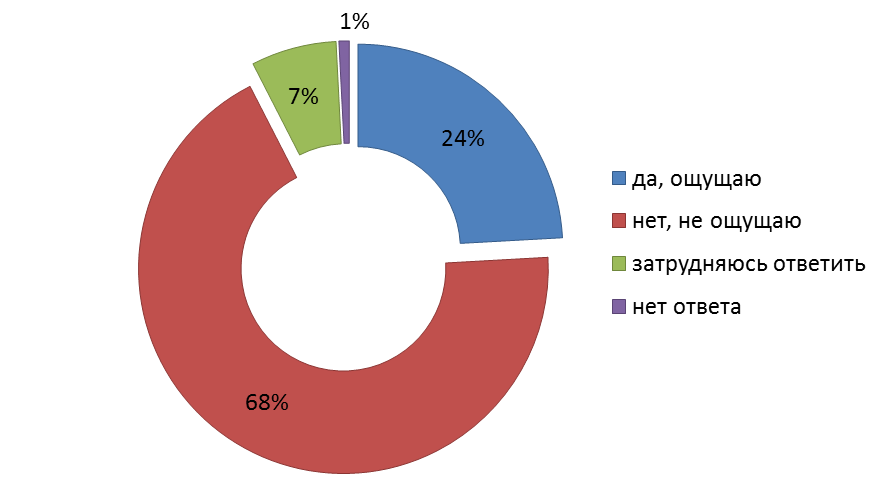 1%
7%
24%
68%
да, ощущаю
нет, не ощущаю
затрудняюсь ответить
нет ответа